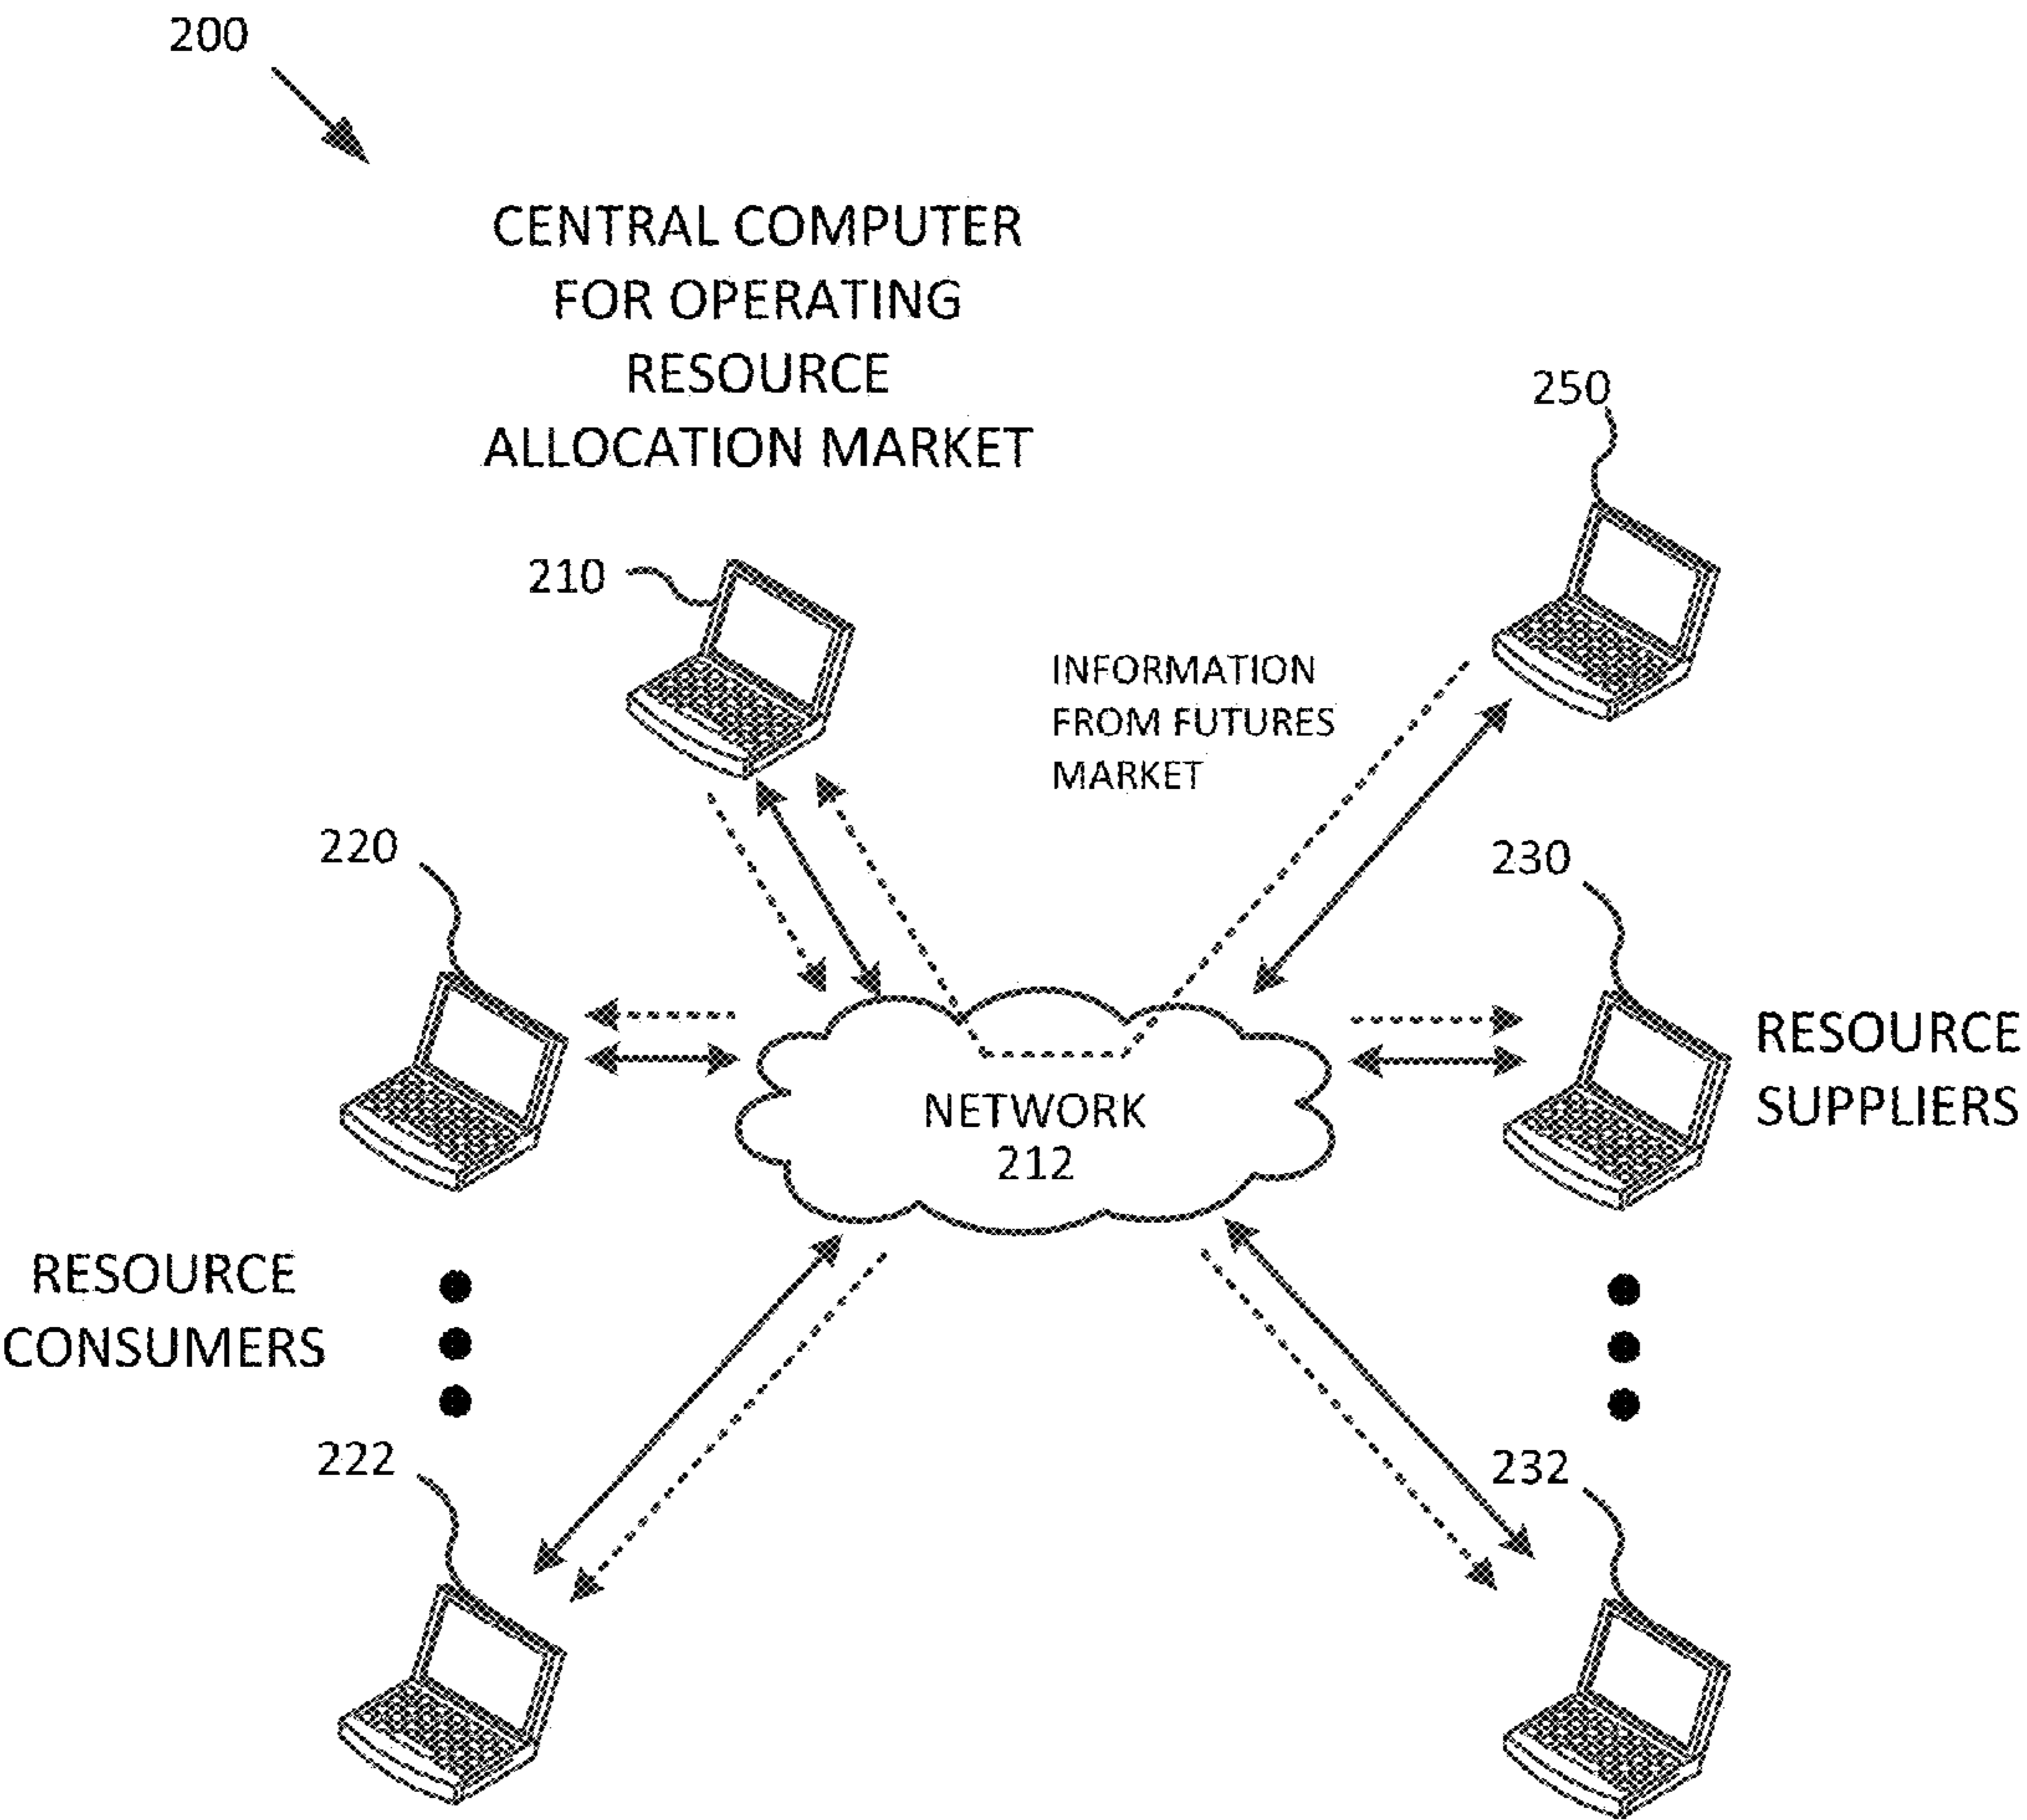 200
CENTRAL COMPUTER
FOR OPERATING
RESOURCE
ALLOCATION MARKET
250
210
INFORMATION
FROM FUTURES
MARKET
220
230
RESOURCE
SUPPLIERS
NETWORK
212
RESOURCE
CONSUMERS
222
232